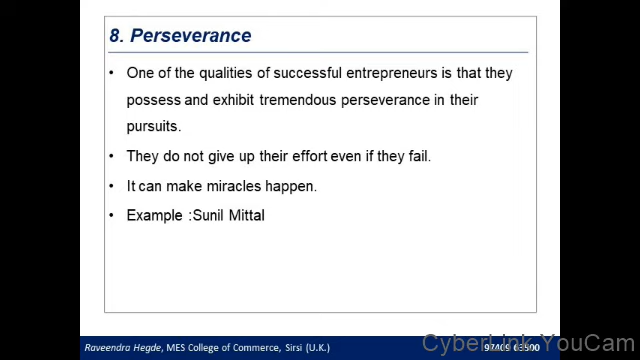 8. Perseverance
• One of the qualities of successful entrepreneurs is that they
possess and exhibit tremendous perseverance in their
pursuits.
• They do not give up their effort even if they fail.
• It can make miracles happen.
• Example :Sunil Mittal
Raveendra Hegde, MES College of Commerce, Sirsi (U.K.)
CyberLink YouCam